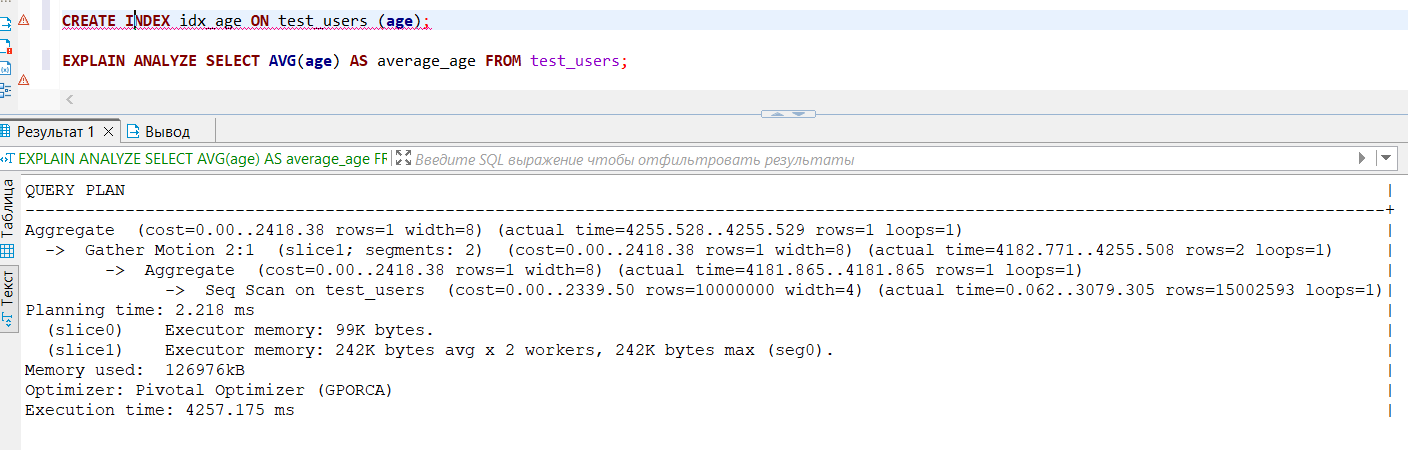 CREATE INDEX idx_age ON test_users (age);
EXPLAIN ANALYZE SELECT AVG(age) AS average_age FROM test_users;
Результат 1
Вывод
EXPLAIN ANALYZE SELECT AVG(age) AS average_age FF
Введите SQL выражение чтобы отфильтровать результаты
Таблица
Текст
QUERY PLAN |
----------------------------------------------------------------------------------------------------------------------------------------+
Aggregate  (cost=0.00..2418.38 rows=1 width=8) (actual time=4255.528..4255.529 rows=1 loops=1) |
  ->  Gather Motion 2:1  (slice1; segments: 2)  (cost=0.00..2418.38 rows=1 width=8) (actual time=4182.771..4255.508 rows=2 loops=1) |
        ->  Aggregate  (cost=0.00..2418.38 rows=1 width=8) (actual time=4181.865..4181.865 rows=1 loops=1) |
              ->  Seq Scan on test_users  (cost=0.00..2339.50 rows=10000000 width=4) (actual time=0.062..3079.305 rows=15002593 loops=1)|
Planning time: 2.218 ms |
  (slice0)    Executor memory: 99K bytes. |
  (slice1)    Executor memory: 242K bytes avg x 2 workers, 242K bytes max (seg0). |
Memory used:  126976kB |
Optimizer: Pivotal Optimizer (GPORCA) |
Execution time: 4257.175 ms |